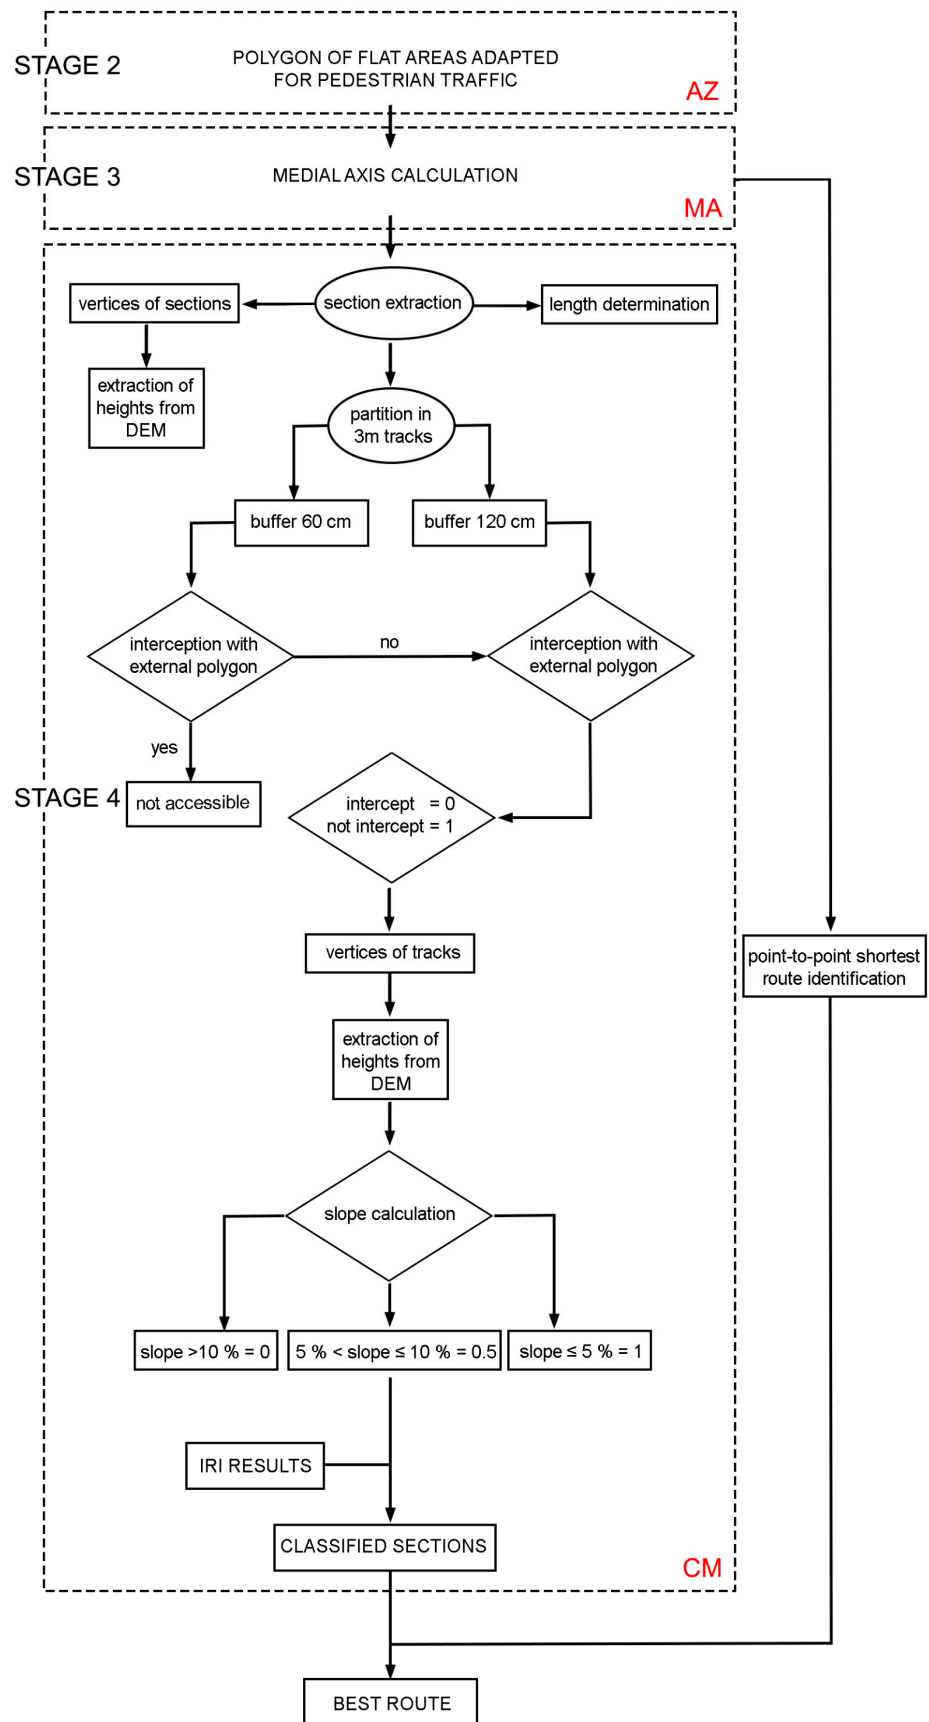 STAGE 2
POLYGON OF FLAT AREAS ADAPTED
FOR PEDESTRIAN TRAFFIC
AZ
STAGE 3
MEDIAL AXIS CALCULATION
MA
vertices of sections
section extraction
length determination
extraction of
heights from
DEM
partition in
3m tracks
buffer 60 cm
buffer 120 cm
interception with
external polygon
no
interception with
external polygon
yes
STAGE 4
not accessible
intercept = 0
not intercept = 1
vertices of tracks
point-to-point shortest
route identification
extraction of
heights from
DEM
slope calculation
slope >10 % = 0
5 % < slope ≤ 10 % = 0.5
slope ≤ 5 % = 1
IRI RESULTS
CLASSIFIED SECTIONS
CM
BEST ROUTE